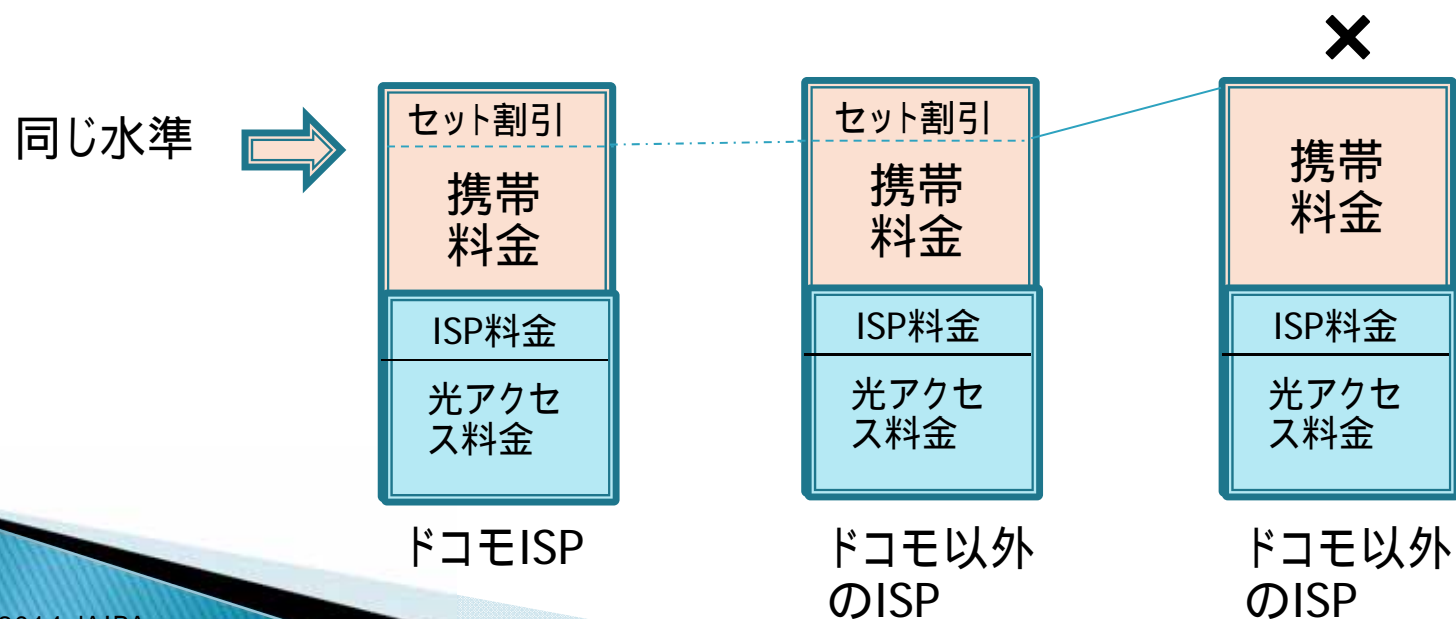 同じ水準
セット割引
携帯
料金
ISP料金
光アクセ
ス料金
ドコモISP
セット割引
携帯
料金
ISP料金
光アクセ
ス料金
ドコモ以外
のISP
×
携帯
料金
ISP料金
光アクセ
ス料金
ドコモ以外
のISP